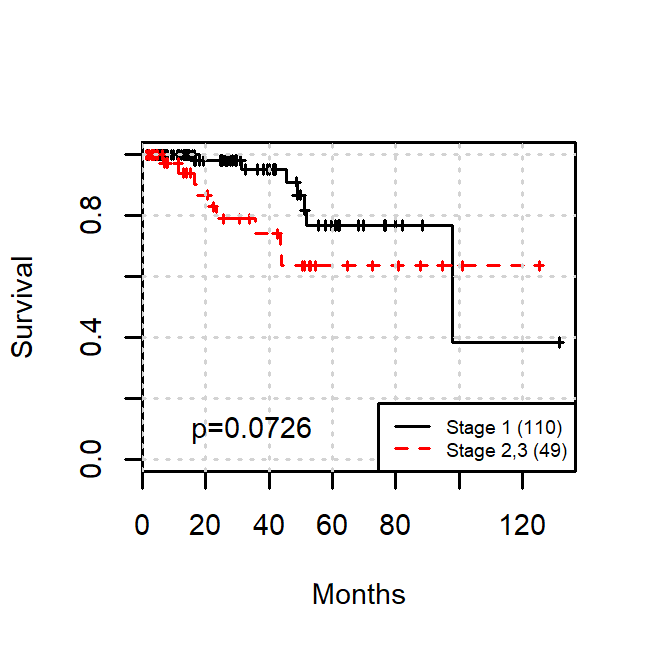 Survival
0.8
0.4
0.0
p=0.0726
Stage 1 (110)
Stage 2,3 (49)
0 20 40 60 80 120
Months